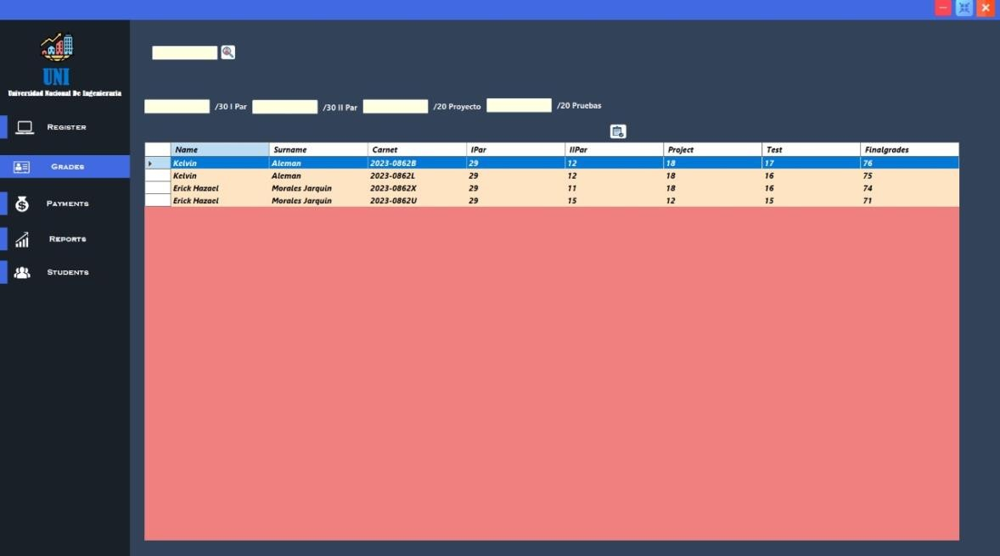 UNI
Universidad Nacional De Ingenieraria
Register
Grades
Payments
Reports
Students
/30 I Par /30 II Par /20 Proyecto /20 Pruebas
Name Surname Carnet IPar IIPar Project Test Finalgrades
Kelvin Aleman 2023-0862B 29 12 18 17 76
Kelvin Aleman 2023-0862L 29 12 18 16 75
Erick Hazael Morales Jarquin 2023-0862X 29 11 18 16 74
Erick Hazael Morales Jarquin 2023-0862U 29 15 12 15 71